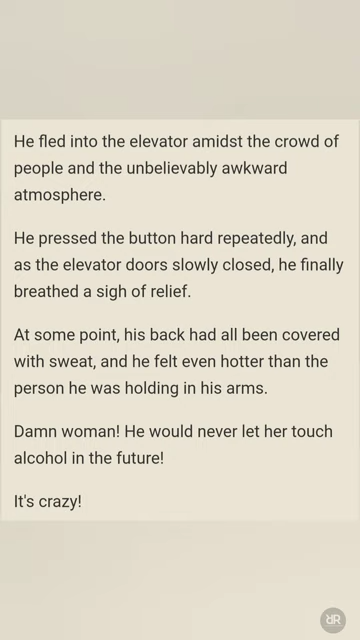 He fled into the elevator amidst the crowd of
people and the unbelievably awkward
atmosphere.
He pressed the button hard repeatedly, and
as the elevator doors slowly closed, he finally
breathed a sigh of relief.
At some point, his back had all been covered
with sweat, and he felt even hotter than the
person he was holding in his arms.
Damn woman! He would never let her touch
alcohol in the future!
It's crazy!